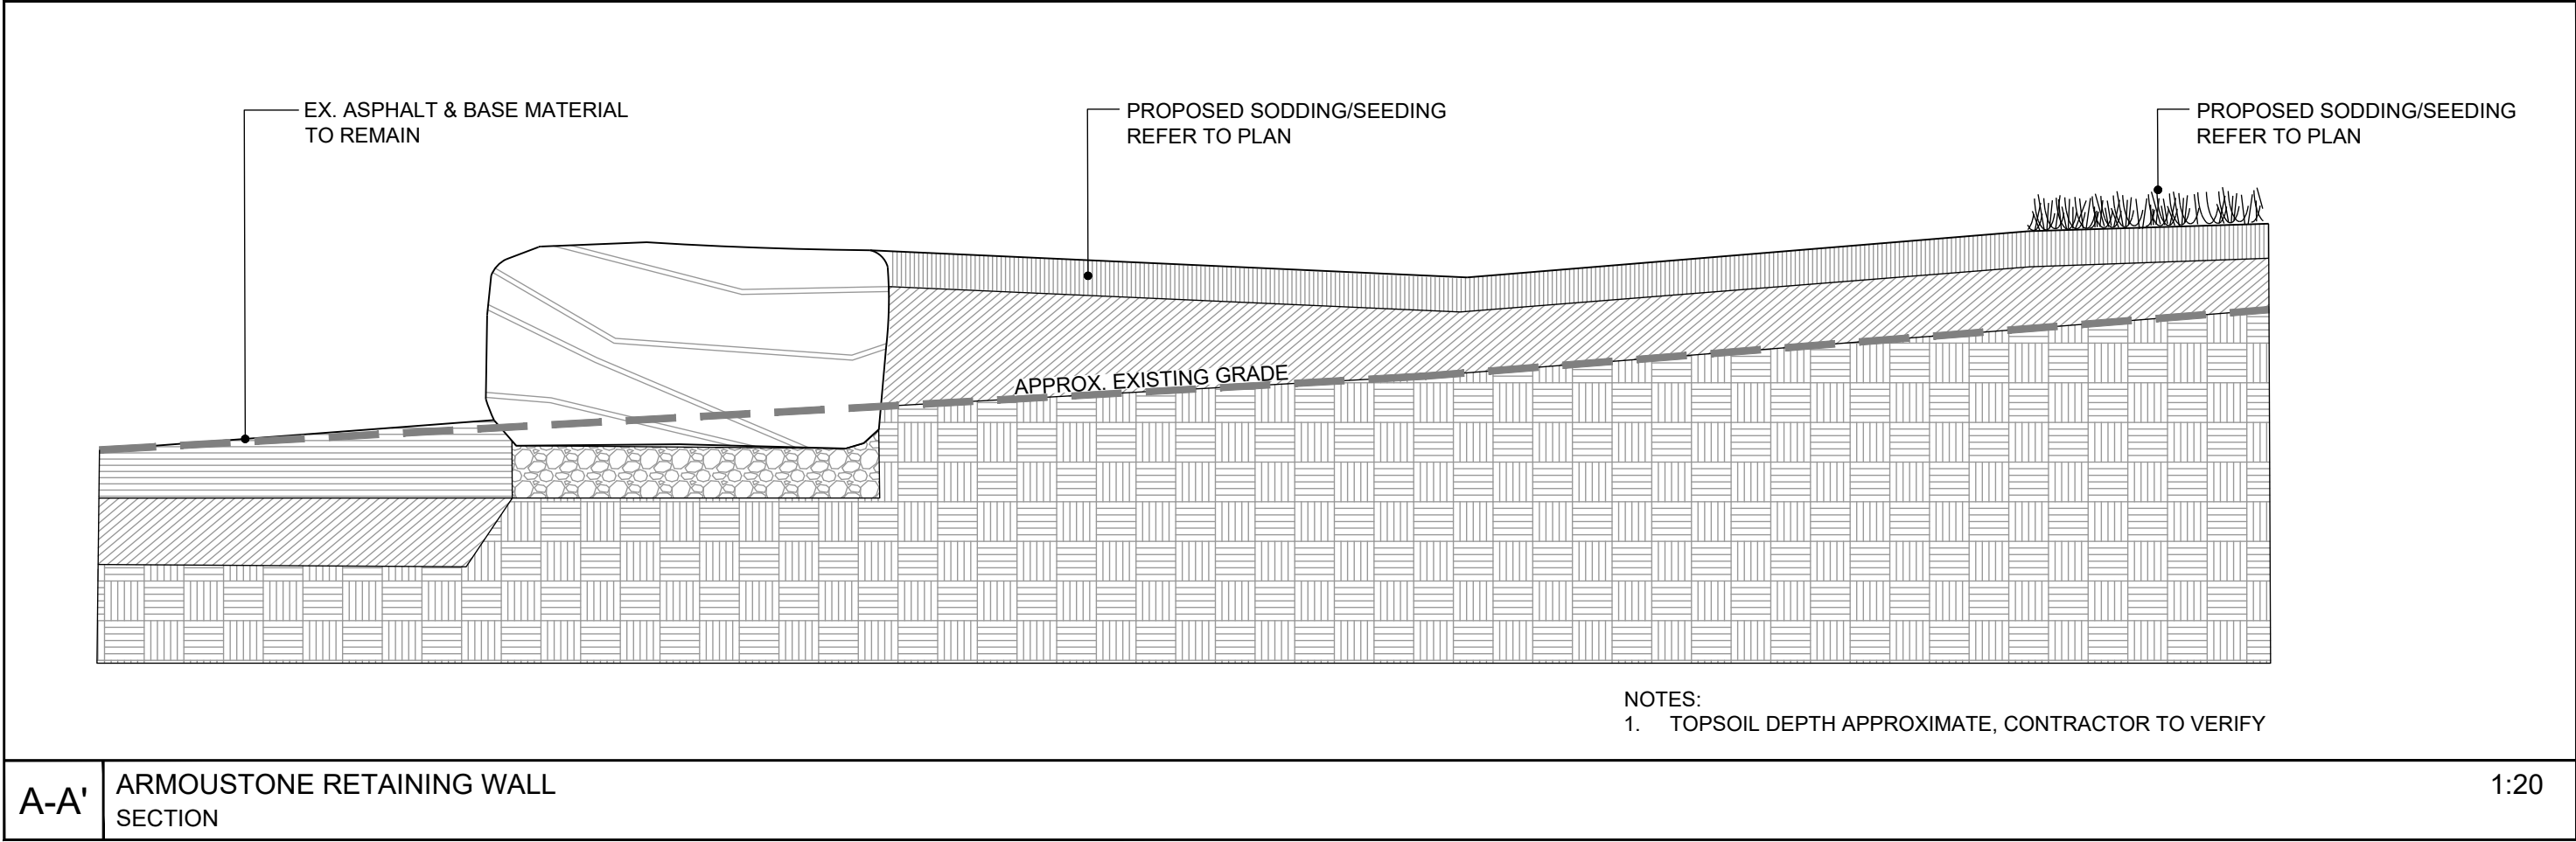 EX. ASPHALT & BASE MATERIAL
TO REMAIN
PROPOSED SODDING/SEEDING
REFER TO PLAN
PROPOSED SODDING/SEEDING
REFER TO PLAN
APPROX. EXISTING GRADE
NOTES:
1. TOPSOIL DEPTH APPROXIMATE, CONTRACTOR TO VERIFY
A-A'
ARMOUSTONE RETAINING WALL
SECTION
1:20